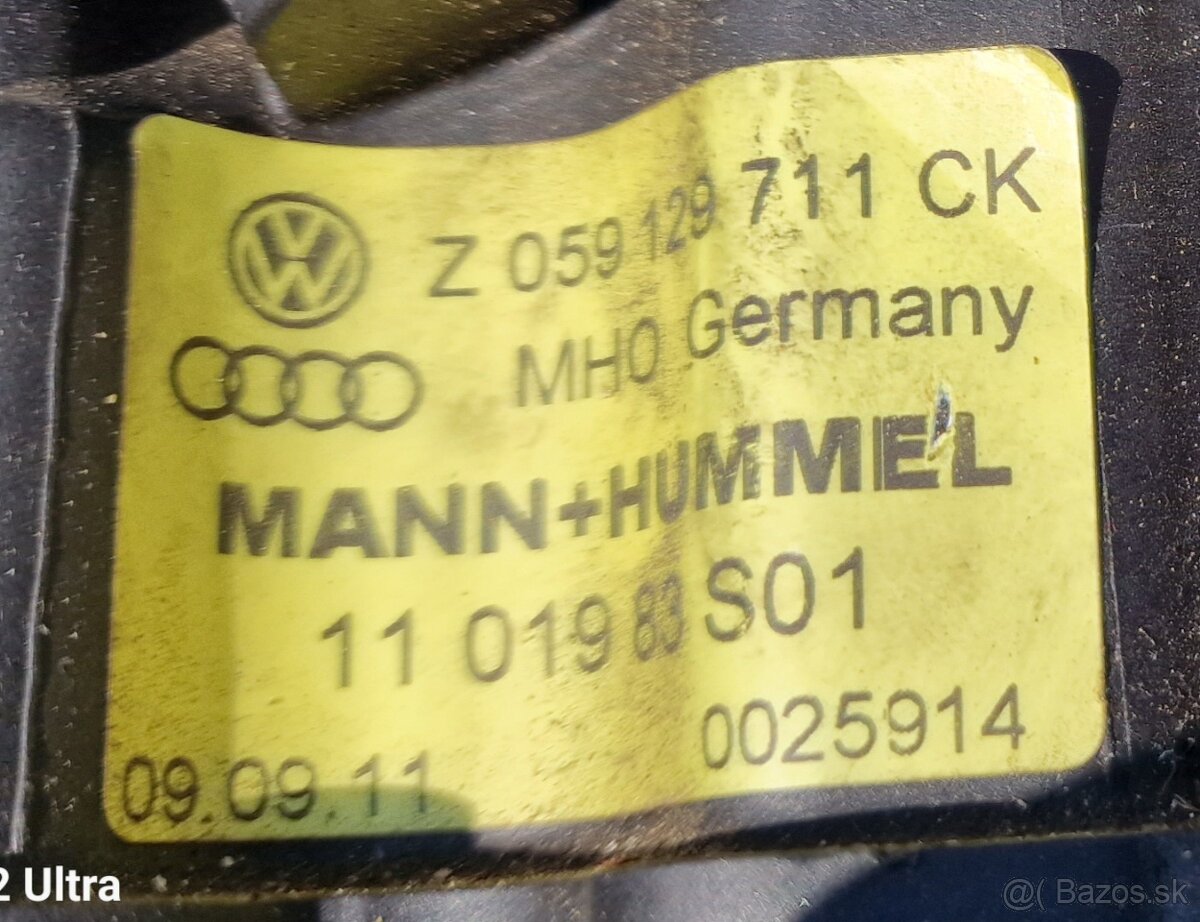 Z 059 129 711 CK
MH0 Germany
MANN+HUMMEL
11 019 83 S01
0025914
09.09.11
2 Ultra
@( Bazos.sk